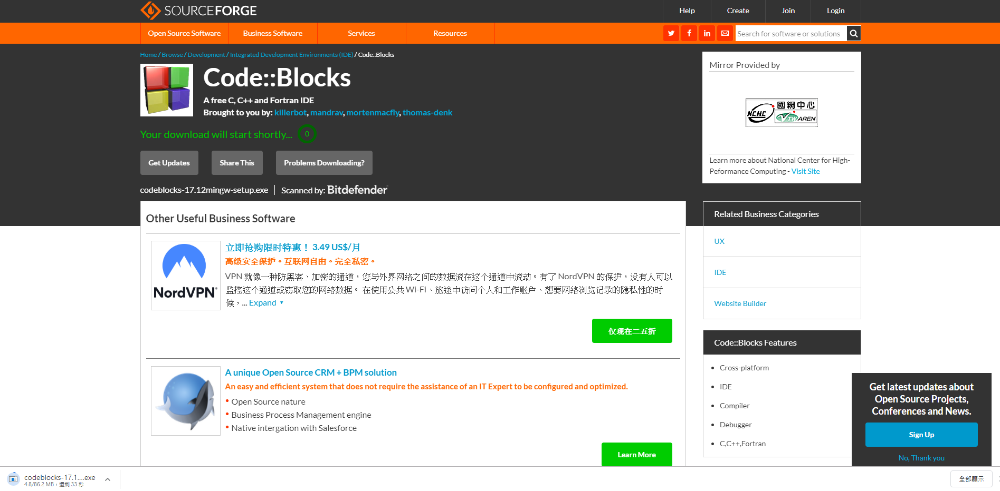 SOURCEFORGE
Help
Create
Join
Login
Open Source Software
Business Software
Services
Resources
Search for software or solutions
Home / Browse / Development / Integrated Development Environments (IDE) / Code::Blocks
Code::Blocks
A free C, C++ and Fortran IDE
Brought to you by: killerbot, mandrav, mortenmacfly, thomas-denk
Your download will start shortly... 0
Get Updates
Share This
Problems Downloading?
codeblocks-17.12mingw-setup.exe
Scanned by: Bitdefender
Mirror Provided by
國網中心
NCHC
TWAREN
Learn more about National Center for High-
Peformance Computing - Visit Site
Other Useful Business Software
NordVPN®
立即抢购限时特惠！ 3.49 US$/月
高级安全保护。互联网自由。完全私密。
VPN 就像一种防黑客、加密的通道，您与外界网络之间的数据流在这个通道中流动。有了 NordVPN 的保护，没有人可以
监控这个通道或窃取您的网络数据。 在使用公共 Wi-Fi、旅途中访问个人和工作账户、想要网络浏览记录的隐私性的时
候，... Expand
仅现在二五折
A unique Open Source CRM + BPM solution
An easy and efficient system that does not require the assistance of an IT Expert to be configured and optimized.
Open Source nature
Business Process Management engine
Native intergation with Salesforce
Learn More
Related Business Categories
UX
IDE
Website Builder
Code::Blocks Features
Cross-platform
IDE
Compiler
Debugger
C,C++,Fortran
Get latest updates about
Open Source Projects,
Conferences and News.
Sign Up
No, Thank you
codeblocks-17.1....exe
4.8/86.2 MB，還剩 33 秒
全部顯示